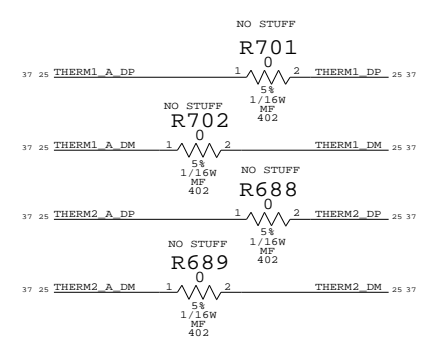 NO STUFF
R701
0
37 25 THERM1_A_DP 1 2 THERM1_DP 25 37
5%
1/16W
MF
402
NO STUFF
R702
0
37 25 THERM1_A_DM 1 2 THERM1_DM 25 37
5%
1/16W
MF
402
NO STUFF
R688
0
37 25 THERM2_A_DP 1 2 THERM2_DP 25 37
5%
1/16W
MF
402
NO STUFF
R689
0
37 25 THERM2_A_DM 1 2 THERM2_DM 25 37
5%
1/16W
MF
402